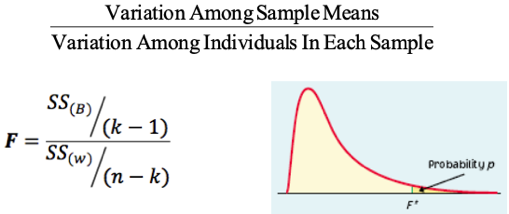 Variation Among Sample Means
Variation Among Individuals In Each Sample
F = SS(B)/(k − 1)
SS(w)/(n − k)
Probability p
F*